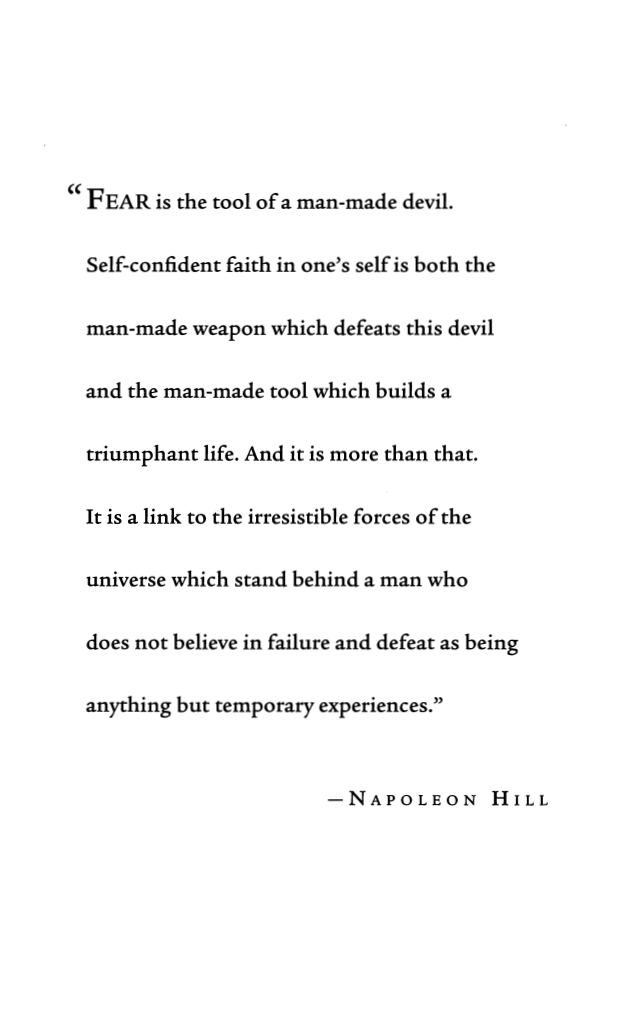 “FEAR is the tool of a man-made devil.
Self-confident faith in one’s self is both the
man-made weapon which defeats this devil
and the man-made tool which builds a
triumphant life. And it is more than that.
It is a link to the irresistible forces of the
universe which stand behind a man who
does not believe in failure and defeat as being
anything but temporary experiences.”
—NAPOLEON HILL